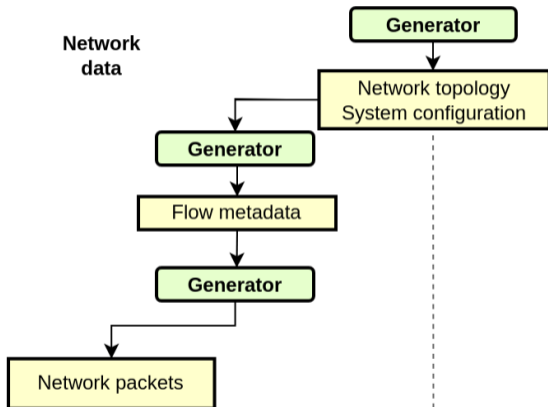 Generator
Network
data
Network topology
System configuration
Generator
Flow metadata
Generator
Network packets